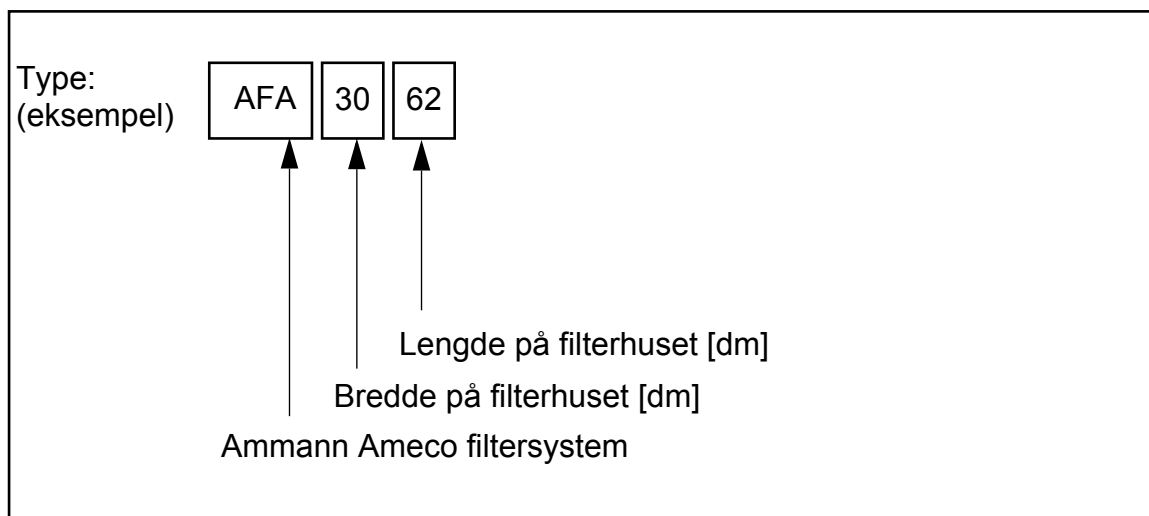 Type:
(eksempel)
AFA 30 62
Lengde på filterhuset [dm]
Bredde på filterhuset [dm]
Ammann Ameco filtersystem